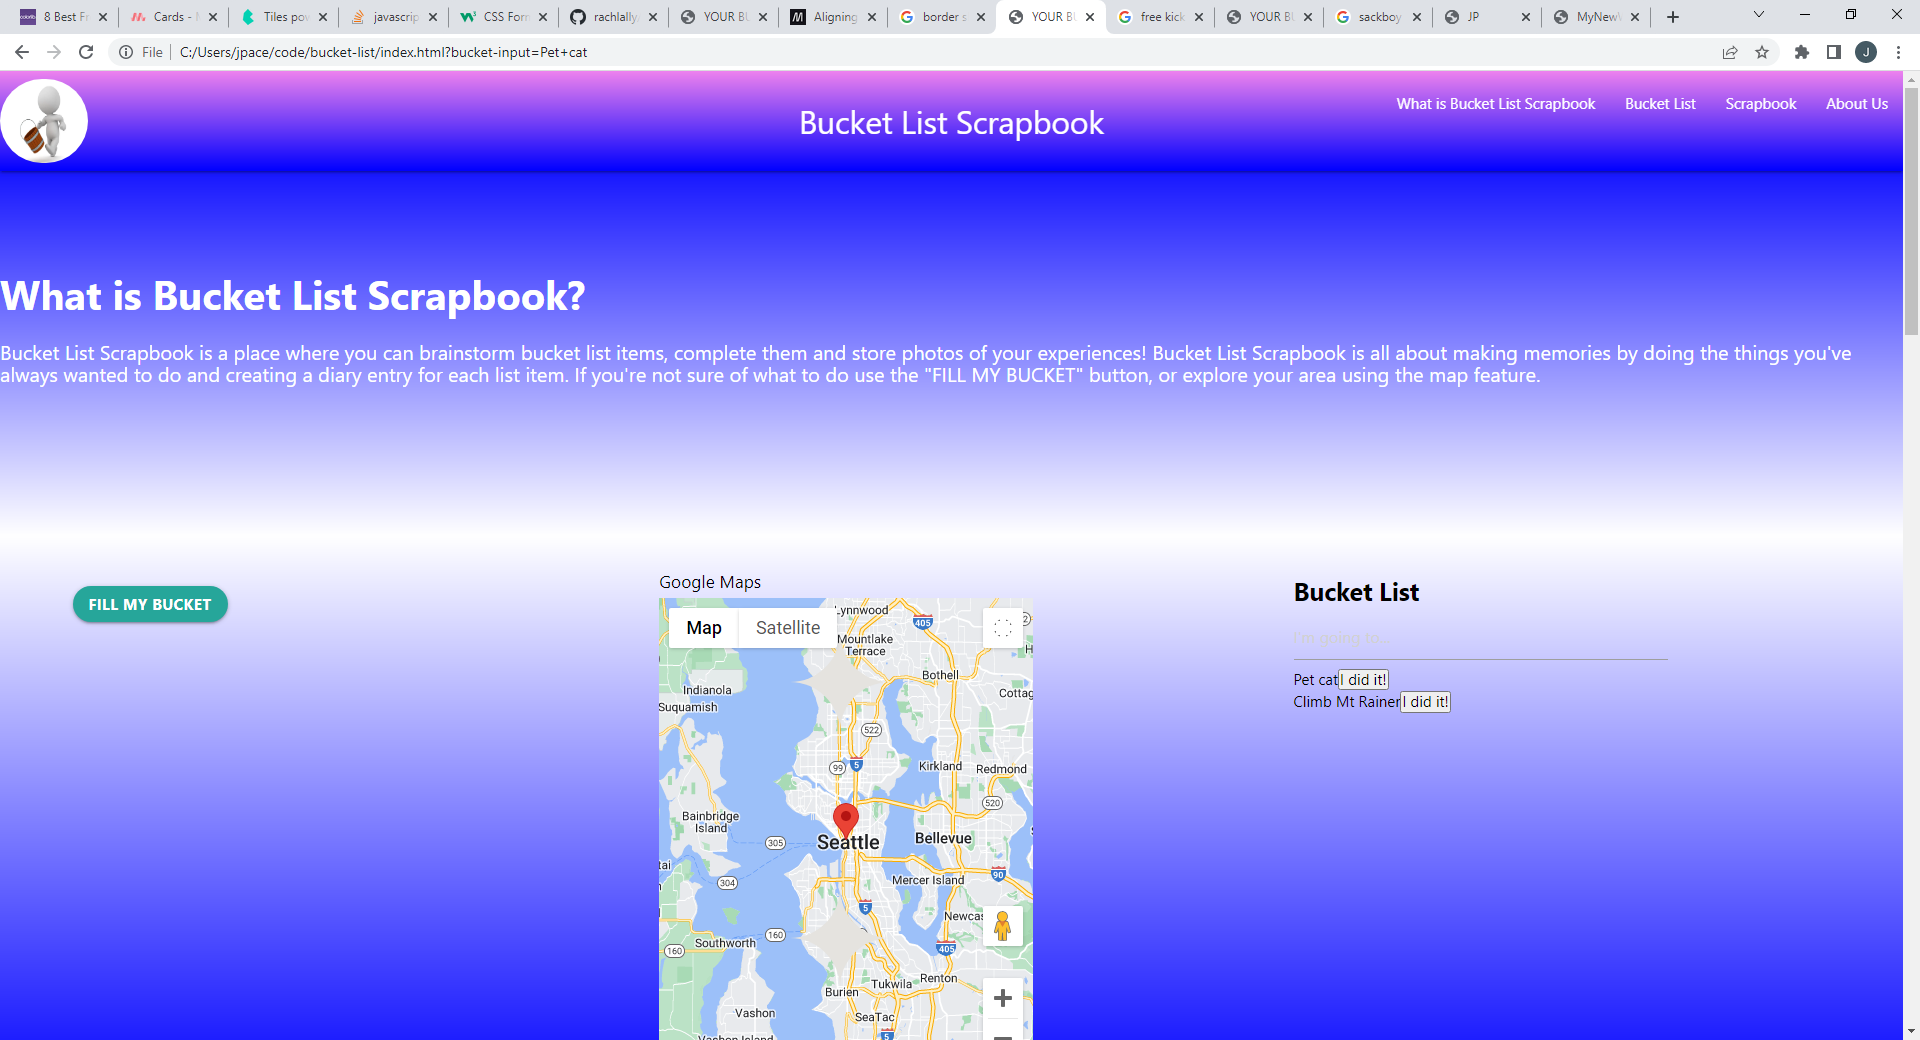 8 Best Fr
Cards - M
Tiles pow
javascrip
CSS Form
rachlally/
YOUR BU
Aligning
border s
YOUR BU
free kick
YOUR BU
sackboy
JP
MyNewV
File
C:/Users/jpace/code/bucket-list/index.html?bucket-input=Pet+cat
J
Bucket List Scrapbook
What is Bucket List Scrapbook
Bucket List
Scrapbook
About Us
What is Bucket List Scrapbook?
Bucket List Scrapbook is a place where you can brainstorm bucket list items, complete them and store photos of your experiences! Bucket List Scrapbook is all about making memories by doing the things you've
always wanted to do and creating a diary entry for each list item. If you're not sure of what to do use the "FILL MY BUCKET" button, or explore your area using the map feature.
FILL MY BUCKET
Google Maps
Map
Satellite
Lynnwood
405
Mountlake
Terrace
Bothell
Cottag
Indianola
Suquamish
522
99
5
Kirkland
Redmond
520
Bainbridge
Island
305
Seattle
Bellevue
304
Mercer Island
90
5
Newcas
160
160
Southworth
405
Renton
Tukwila
Burien
Vashon
SeaTac
5
Vashon Island
Bucket List
I'm going to...
Pet cat I did it!
Climb Mt Rainer I did it!